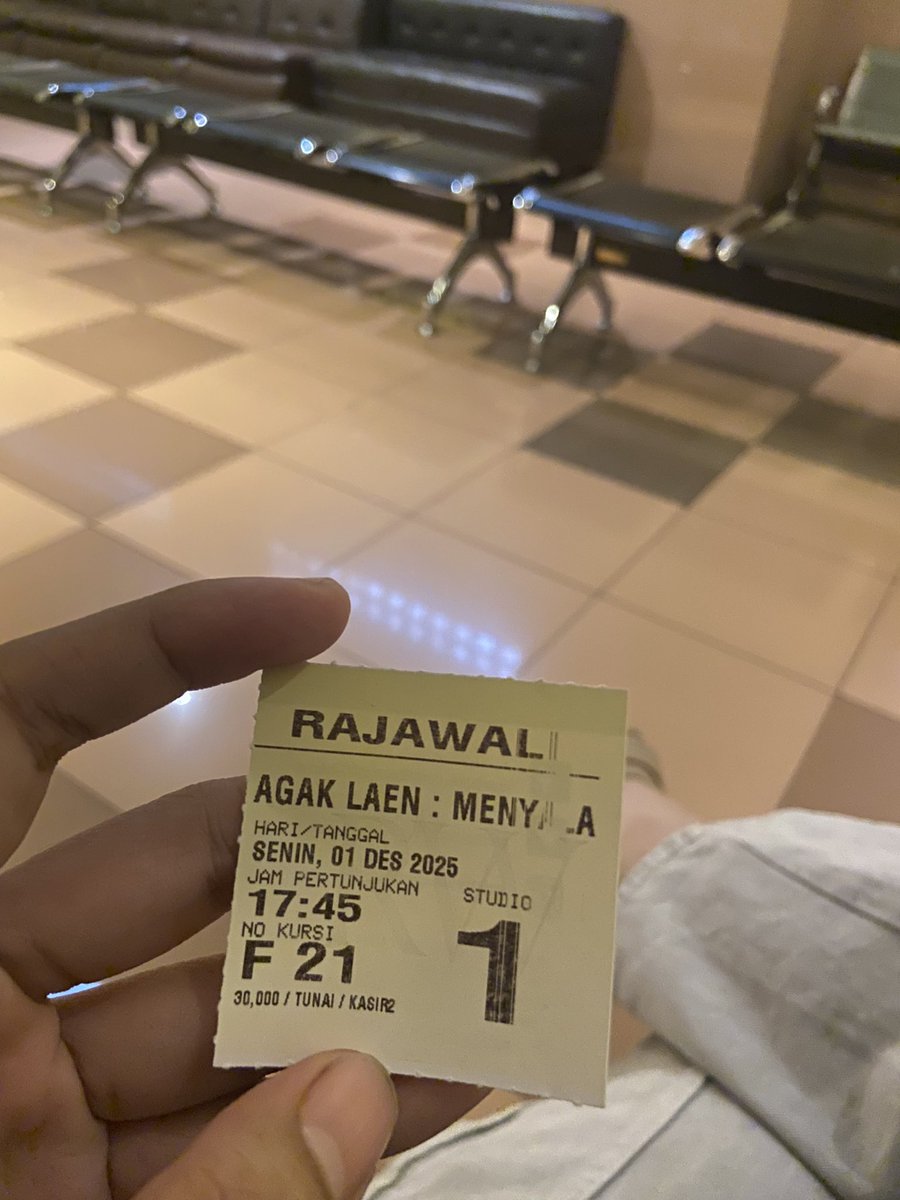 RAJAWALI
AGAK LAEN : MENYALA
HARI/TANGGAL
SENIN, 01 DES 2025
JAM PERTUNJUKAN
17:45
STUDIO
1
NO KURSI
F 21
30,000 / TUNAI / KASIR2